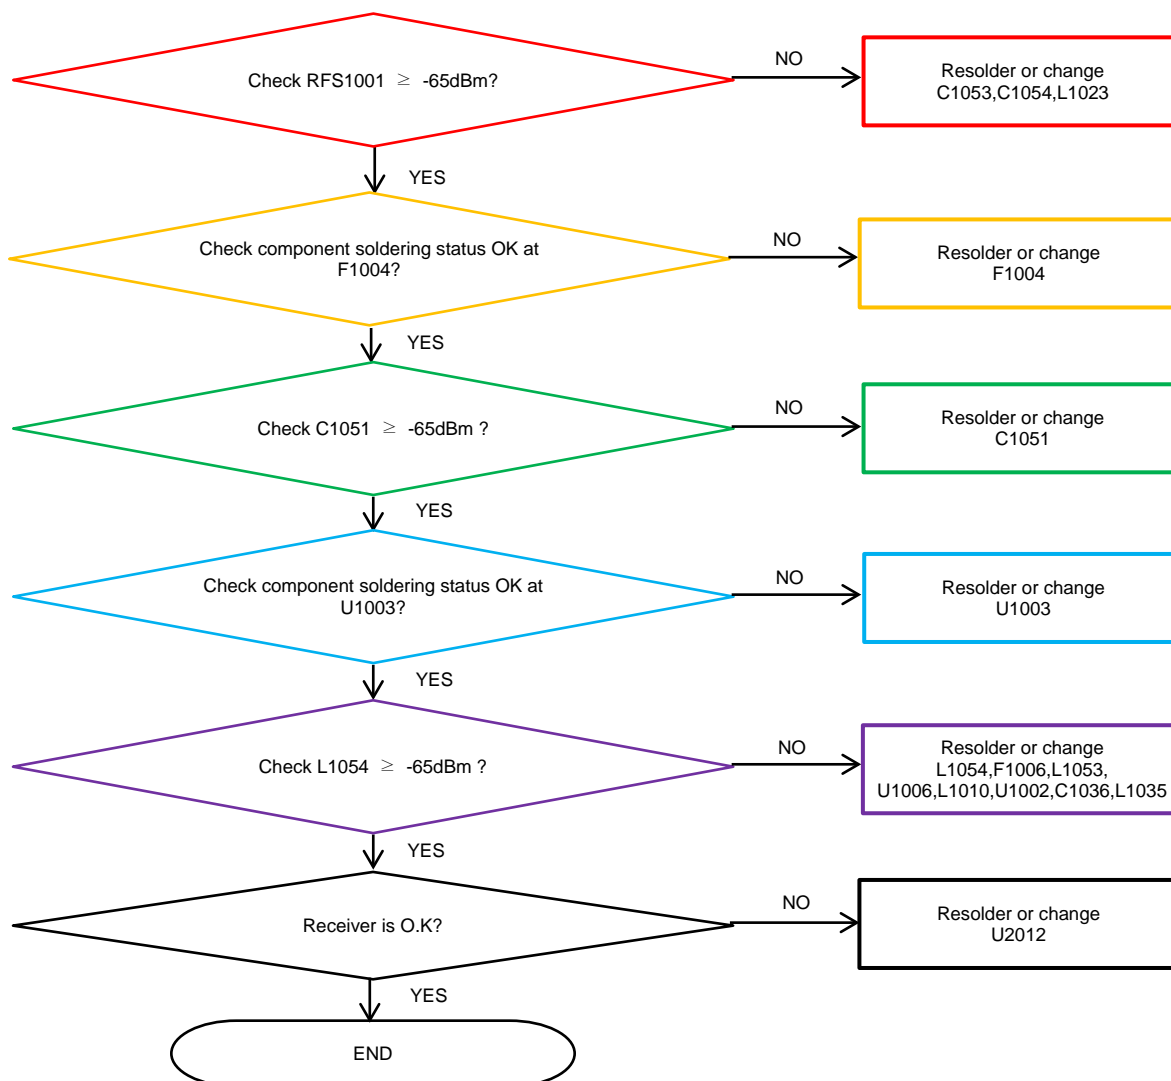 Check RFS1001 ≥ -65dBm?
NO
Resolder or change
C1053,C1054,L1023
YES
Check component soldering status OK at
F1004?
NO
Resolder or change
F1004
YES
Check C1051 ≥ -65dBm ?
NO
Resolder or change
C1051
YES
Check component soldering status OK at
U1003?
NO
Resolder or change
U1003
YES
Check L1054 ≥ -65dBm ?
NO
Resolder or change
L1054,F1006,L1053,
U1006,L1010,U1002,C1036,L1035
YES
Receiver is O.K?
NO
Resolder or change
U2012
YES
END